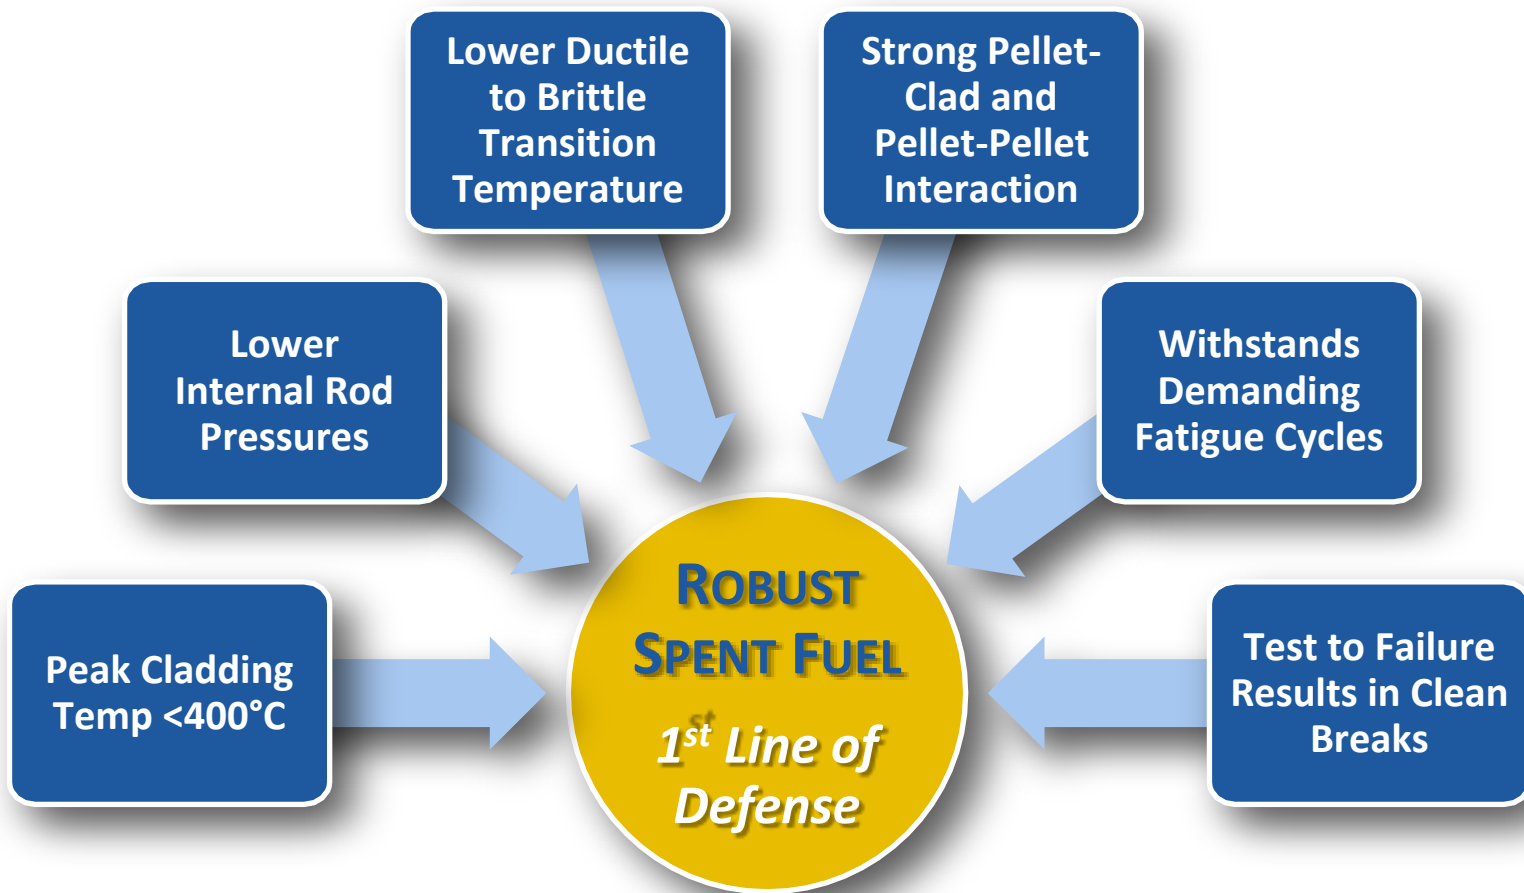 Lower Ductile
to Brittle
Transition
Temperature
Strong Pellet-
Clad and
Pellet-Pellet
Interaction
Lower
Internal Rod
Pressures
Withstands
Demanding
Fatigue Cycles
Peak Cladding
Temp <400°C
ROBUST
SPENT FUEL
1st Line of
Defense
Test to Failure
Results in Clean
Breaks